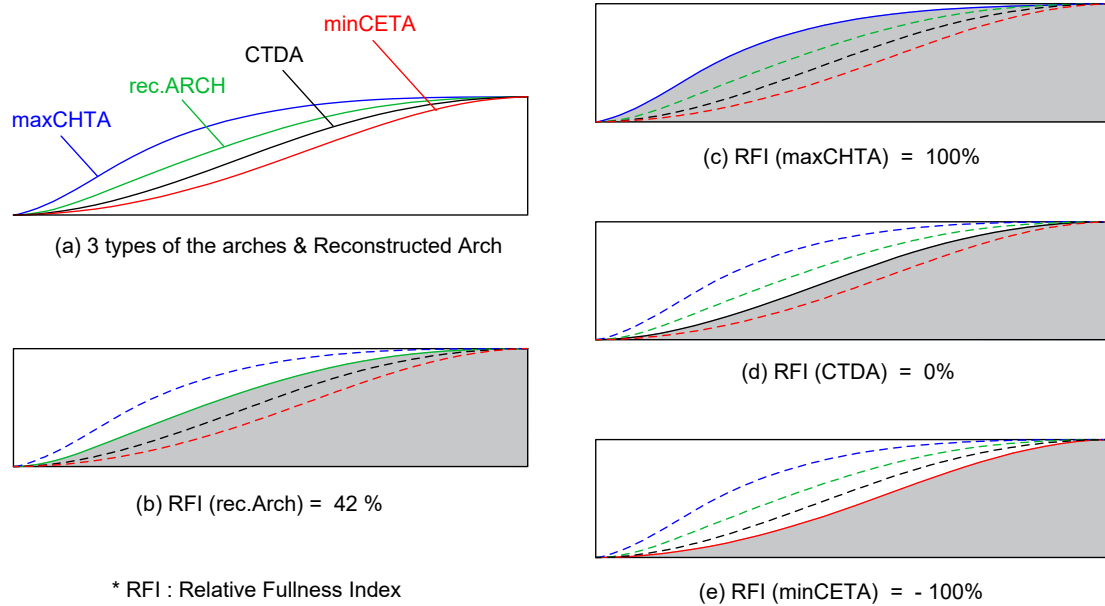 minCETA
CTDA
rec.ARCH
maxCHTA
(a) 3 types of the arches & Reconstructed Arch
(b) RFI (rec.Arch) = 42 %
* RFI : Relative Fullness Index
(c) RFI (maxCHTA) = 100%
(d) RFI (CTDA) = 0%
(e) RFI (minCETA) = - 100%